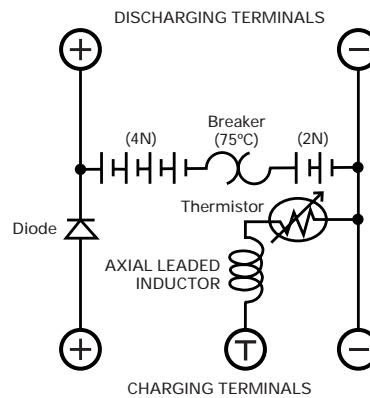 DISCHARGING TERMINALS
+ −
(4N)
Breaker
(75ºC)
(2N)
Thermistor
Diode
AXIAL LEADED
INDUCTOR
+ T −
CHARGING TERMINALS